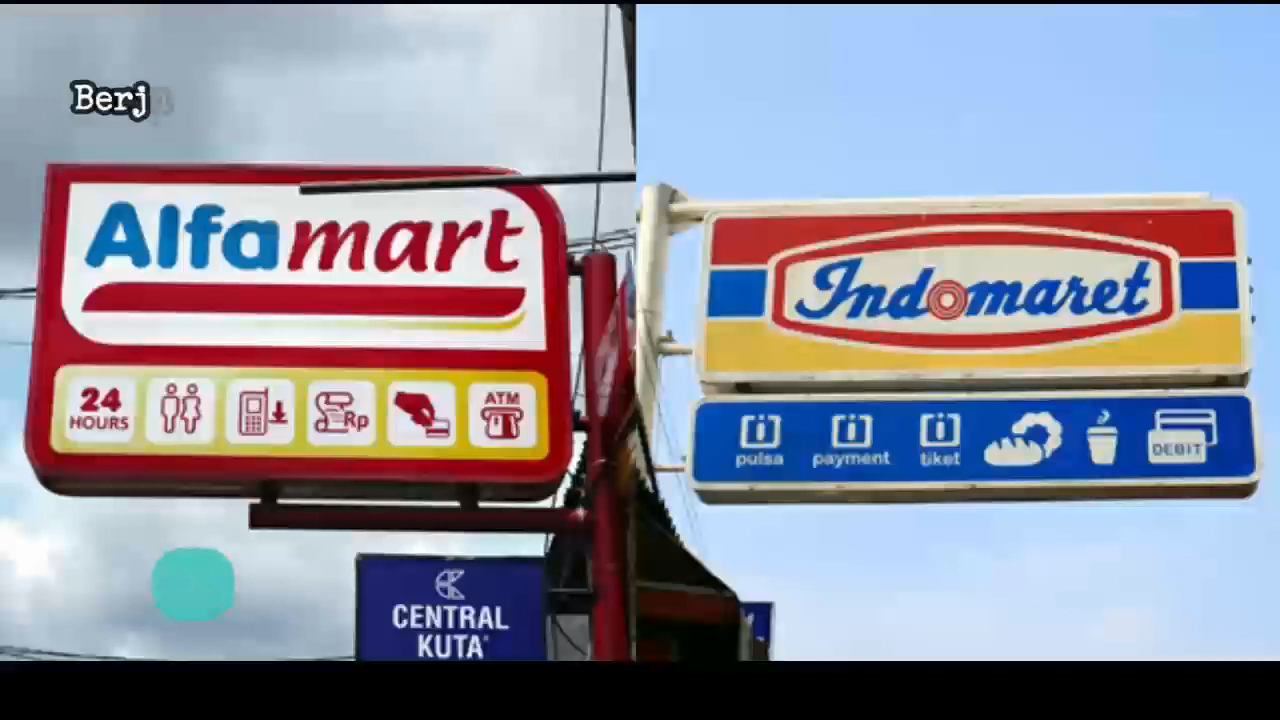 Berj
Alfamart
24
HOURS
Rp
ATM
CENTRAL
KUTA
Indomaret
pulsa
payment
tiket
DEBIT